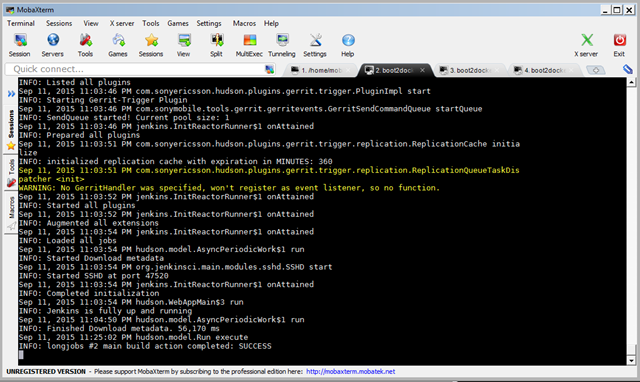 MobaXterm
Terminal Sessions View X server Tools Games Settings Macros Help
Session Servers Tools Games Sessions View Split MultiExec Tunneling Settings Help X server Exit
Quick connect...
1. /home/mob
2. boot2dock
3. boot2dock
4. boot2dock
Sessions
Tools
Macros
INFO: Listed all plugins
Sep 11, 2015 11:03:46 PM com.sonyericsson.hudson.plugins.gerrit.trigger.PluginImpl start
INFO: Starting Gerrit-Trigger Plugin
Sep 11, 2015 11:03:46 PM com.sonymobile.tools.gerrit.gerritevents.GerritSendCommandQueue startQueue
INFO: SendQueue started! Current pool size: 1
Sep 11, 2015 11:03:46 PM jenkins.InitReactorRunner$1 onAttained
INFO: Prepared all plugins
Sep 11, 2015 11:03:51 PM com.sonyericsson.hudson.plugins.gerrit.trigger.replication.ReplicationCache initia
lize
INFO: initialized replication cache with expiration in MINUTES: 360
Sep 11, 2015 11:03:51 PM com.sonyericsson.hudson.plugins.gerrit.trigger.replication.ReplicationQueueTaskDis
patcher <init>
WARNING: No GerritHandler was specified, won't register as event listener, so no function.
Sep 11, 2015 11:03:52 PM jenkins.InitReactorRunner$1 onAttained
INFO: Started all plugins
Sep 11, 2015 11:03:52 PM jenkins.InitReactorRunner$1 onAttained
INFO: Augmented all extensions
Sep 11, 2015 11:03:54 PM jenkins.InitReactorRunner$1 onAttained
INFO: Loaded all jobs
Sep 11, 2015 11:03:54 PM hudson.model.AsyncPeriodicWork$1 run
INFO: Started Download metadata
Sep 11, 2015 11:03:54 PM org.jenkinsci.main.modules.sshd.SSHD start
INFO: Started SSHD at port 47520
Sep 11, 2015 11:03:54 PM jenkins.InitReactorRunner$1 onAttained
INFO: Completed initialization
Sep 11, 2015 11:03:54 PM hudson.WebAppMain$3 run
INFO: Jenkins is fully up and running
Sep 11, 2015 11:04:50 PM hudson.model.AsyncPeriodicWork$1 run
INFO: Finished Download metadata. 56,170 ms
Sep 11, 2015 11:25:02 PM hudson.model.Run execute
INFO: longjobs #2 main build action completed: SUCCESS
UNREGISTERED VERSION - Please support MobaXterm by subscribing to the professional edition here: http://mobaxterm.mobatek.net